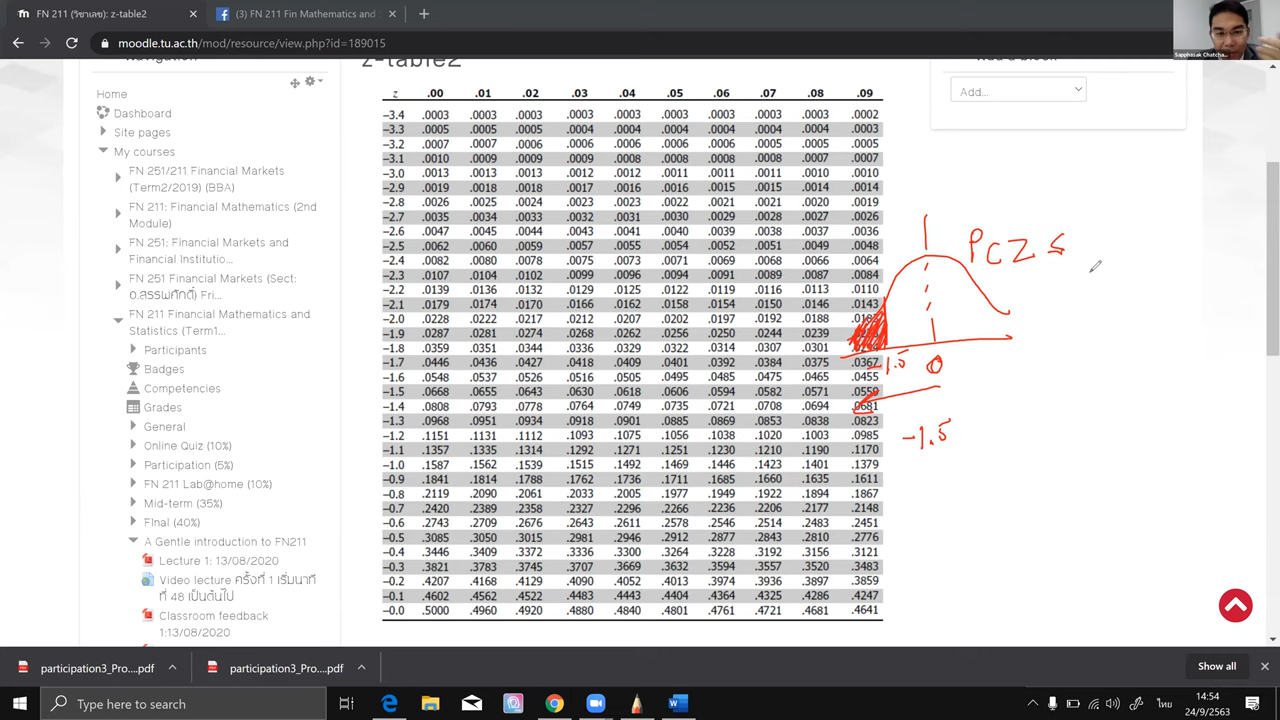 FN 211 (วิชาเลข): z-table2
(3) FN 211 Fin Mathematics and
moodle.tu.ac.th/mod/resource/view.php?id=189015
Sapphasak Chatcha...
z-table2
Add...
Home
Dashboard
Site pages
My courses
FN 251/211 Financial Markets
(Term2/2019) (BBA)
FN 211: Financial Mathematics (2nd
Module)
FN 251: Financial Markets and
Financial Institutio...
FN 251 Financial Markets (Sect:
อ.สรรพศักดิ์) Fri...
FN 211 Financial Mathematics and
Statistics (Term1...
Participants
Badges
Competencies
Grades
General
Online Quiz (10%)
Participation (5%)
FN 211 Lab@home (10%)
Mid-term (35%)
FInal (40%)
A Gentle introduction to FN211
Lecture 1: 13/08/2020
Video lecture ครั้งที่ 1 เริ่มนาที
ที่ 48 เป็นต้นไป
Classroom feedback
1:13/08/2020
z .00 .01 .02 .03 .04 .05 .06 .07 .08 .09
−3.4 .0003 .0003 .0003 .0003 .0003 .0003 .0003 .0003 .0003 .0002
−3.3 .0005 .0005 .0005 .0004 .0004 .0004 .0004 .0004 .0004 .0003
−3.2 .0007 .0007 .0006 .0006 .0006 .0006 .0006 .0005 .0005 .0005
−3.1 .0010 .0009 .0009 .0009 .0008 .0008 .0008 .0008 .0007 .0007
−3.0 .0013 .0013 .0013 .0012 .0012 .0011 .0011 .0011 .0010 .0010
−2.9 .0019 .0018 .0018 .0017 .0016 .0016 .0015 .0015 .0014 .0014
−2.8 .0026 .0025 .0024 .0023 .0023 .0022 .0021 .0021 .0020 .0019
−2.7 .0035 .0034 .0033 .0032 .0031 .0030 .0029 .0028 .0027 .0026
−2.6 .0047 .0045 .0044 .0043 .0041 .0040 .0039 .0038 .0037 .0036
−2.5 .0062 .0060 .0059 .0057 .0055 .0054 .0052 .0051 .0049 .0048
−2.4 .0082 .0080 .0078 .0075 .0073 .0071 .0069 .0068 .0066 .0064
−2.3 .0107 .0104 .0102 .0099 .0096 .0094 .0091 .0089 .0087 .0084
−2.2 .0139 .0136 .0132 .0129 .0125 .0122 .0119 .0116 .0113 .0110
−2.1 .0179 .0174 .0170 .0166 .0162 .0158 .0154 .0150 .0146 .0143
−2.0 .0228 .0222 .0217 .0212 .0207 .0202 .0197 .0192 .0188
−1.9 .0287 .0281 .0274 .0268 .0262 .0256 .0250 .0244 .0239
−1.8 .0359 .0351 .0344 .0336 .0329 .0322 .0314 .0307 .0301
−1.7 .0446 .0436 .0427 .0418 .0409 .0401 .0392 .0384 .0375 .0367
−1.6 .0548 .0537 .0526 .0516 .0505 .0495 .0485 .0475 .0465 .0455
−1.5 .0668 .0655 .0643 .0630 .0618 .0606 .0594 .0582 .0571 .0559
−1.4 .0808 .0793 .0778 .0764 .0749 .0735 .0721 .0708 .0694 .0681
−1.3 .0968 .0951 .0934 .0918 .0901 .0885 .0869 .0853 .0838 .0823
−1.2 .1151 .1131 .1112 .1093 .1075 .1056 .1038 .1020 .1003 .0985
−1.1 .1357 .1335 .1314 .1292 .1271 .1251 .1230 .1210 .1190 .1170
−1.0 .1587 .1562 .1539 .1515 .1492 .1469 .1446 .1423 .1401 .1379
−0.9 .1841 .1814 .1788 .1762 .1736 .1711 .1685 .1660 .1635 .1611
−0.8 .2119 .2090 .2061 .2033 .2005 .1977 .1949 .1922 .1894 .1867
−0.7 .2420 .2389 .2358 .2327 .2296 .2266 .2236 .2206 .2177 .2148
−0.6 .2743 .2709 .2676 .2643 .2611 .2578 .2546 .2514 .2483 .2451
−0.5 .3085 .3050 .3015 .2981 .2946 .2912 .2877 .2843 .2810 .2776
−0.4 .3446 .3409 .3372 .3336 .3300 .3264 .3228 .3192 .3156 .3121
−0.3 .3821 .3783 .3745 .3707 .3669 .3632 .3594 .3557 .3520 .3483
−0.2 .4207 .4168 .4129 .4090 .4052 .4013 .3974 .3936 .3897 .3859
−0.1 .4602 .4562 .4522 .4483 .4443 .4404 .4364 .4325 .4286 .4247
−0.0 .5000 .4960 .4920 .4880 .4840 .4801 .4761 .4721 .4681 .4641
P(Z ≤
−1.5 0
−1.5
participation3_Pro....pdf
participation3_Pro....pdf
Show all
Type here to search
ไทย
14:54
24/9/2563